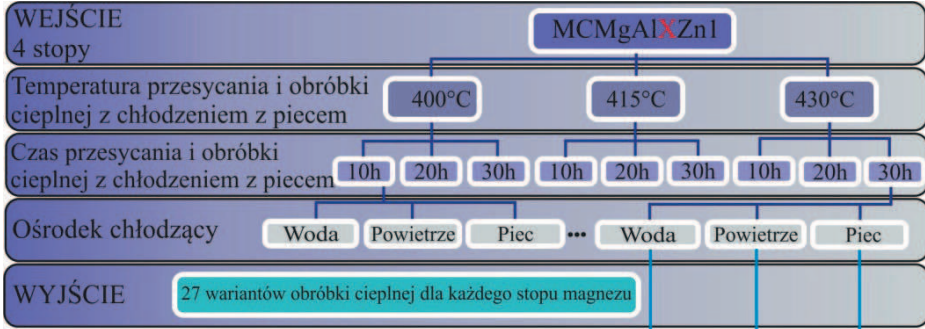 WEJŚCIE
4 stopy
MCMgAlXZn1
Temperatura przesycania i obróbki
cieplnej z chłodzeniem z piecem
400°C 415°C 430°C
Czas przesycania i obróbki
cieplnej z chłodzeniem z piecem
10h 20h 30h 10h 20h 30h 10h 20h 30h
Ośrodek chłodzący
Woda Powietrze Piec ... Woda Powietrze Piec
WYJŚCIE
27 wariantów obróbki cieplnej dla każdego stopu magnezu